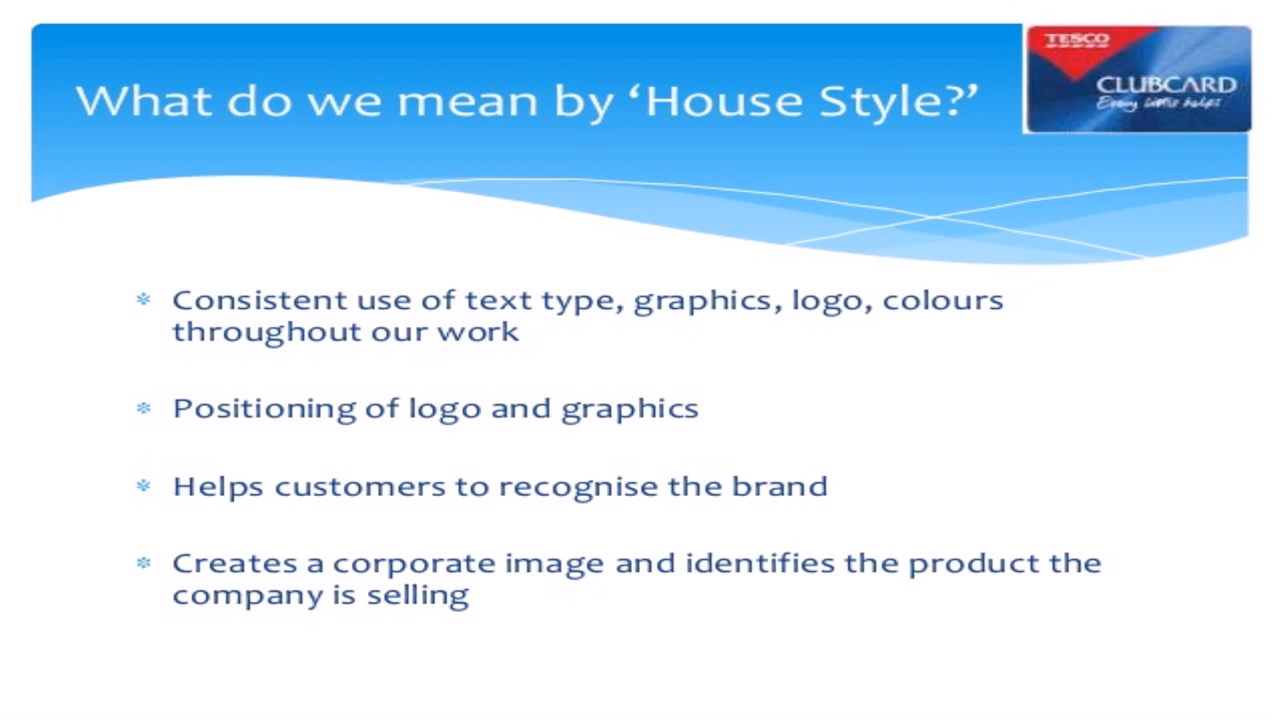 What do we mean by ‘House Style?’
TESCO
CLUBCARD
Every little helps
Consistent use of text type, graphics, logo, colours
throughout our work
Positioning of logo and graphics
Helps customers to recognise the brand
Creates a corporate image and identifies the product the
company is selling